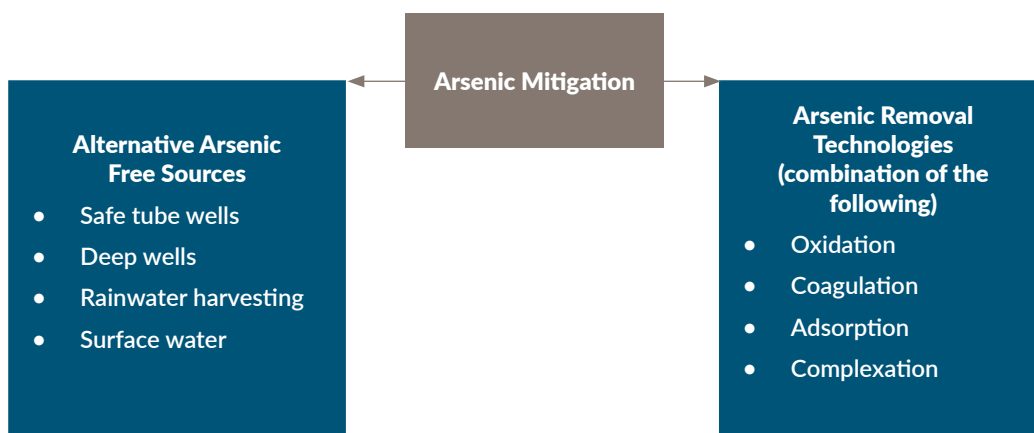 Arsenic Mitigation
Alternative Arsenic
Free Sources
● Safe tube wells
● Deep wells
● Rainwater harvesting
● Surface water
Arsenic Removal
Technologies
(combination of the
following)
● Oxidation
● Coagulation
● Adsorption
● Complexation